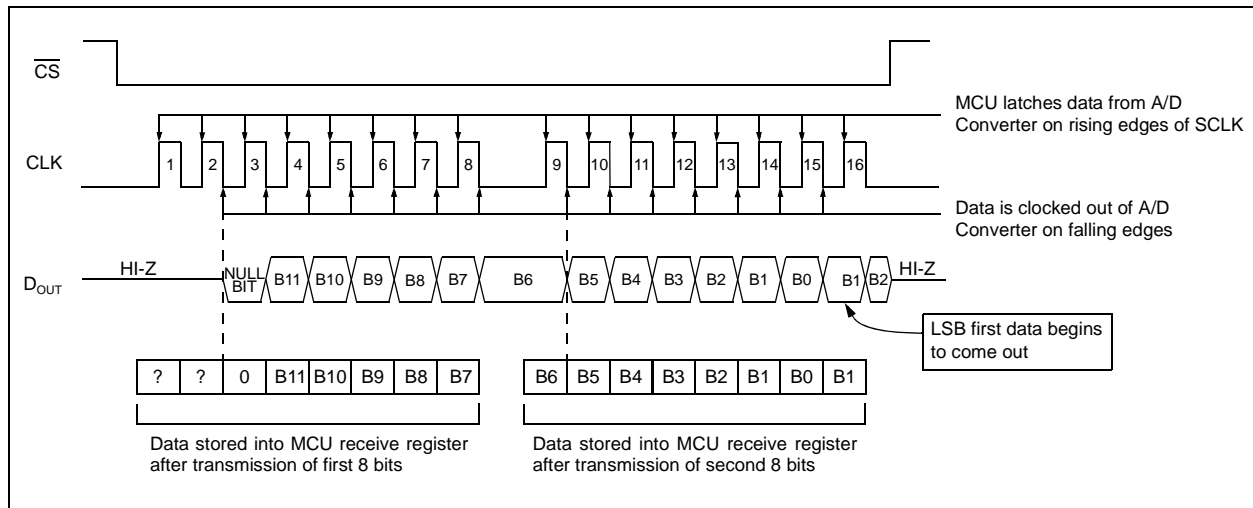 CS
MCU latches data from A/D
Converter on rising edges of SCLK
CLK
1 2 3 4 5 6 7 8 9 10 11 12 13 14 15 16
Data is clocked out of A/D
Converter on falling edges
DOUT
HI-Z
NULL
BIT
B11 B10 B9 B8 B7 B6 B5 B4 B3 B2 B1 B0 B1 B2
HI-Z
LSB first data begins
to come out
? ? 0 B11 B10 B9 B8 B7
B6 B5 B4 B3 B2 B1 B0 B1
Data stored into MCU receive register
after transmission of first 8 bits
Data stored into MCU receive register
after transmission of second 8 bits